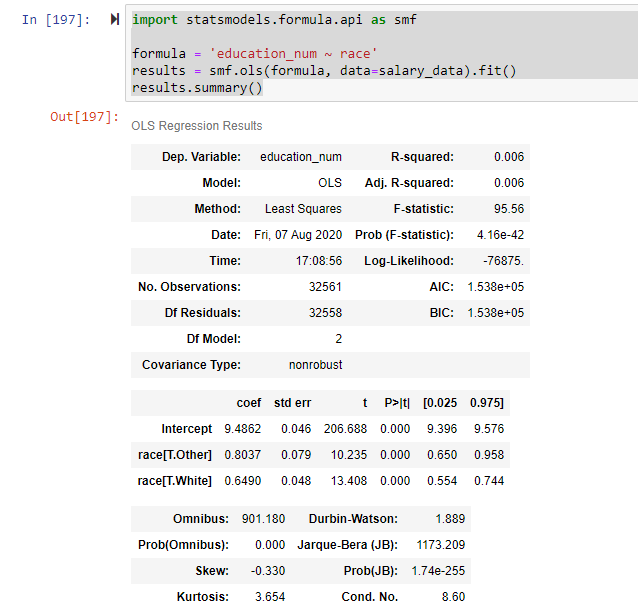 In [197]: import statsmodels.formula.api as smf
formula = 'education_num ~ race'
results = smf.ols(formula, data=salary_data).fit()
results.summary()
Out[197]: OLS Regression Results
Dep. Variable: education_num R-squared: 0.006
Model: OLS Adj. R-squared: 0.006
Method: Least Squares F-statistic: 95.56
Date: Fri, 07 Aug 2020 Prob (F-statistic): 4.16e-42
Time: 17:08:56 Log-Likelihood: -76875.
No. Observations: 32561 AIC: 1.538e+05
Df Residuals: 32558 BIC: 1.538e+05
Df Model: 2
Covariance Type: nonrobust
coef std err t P>|t| [0.025 0.975]
Intercept 9.4862 0.046 206.688 0.000 9.396 9.576
race[T.Other] 0.8037 0.079 10.235 0.000 0.650 0.958
race[T.White] 0.6490 0.048 13.408 0.000 0.554 0.744
Omnibus: 901.180 Durbin-Watson: 1.889
Prob(Omnibus): 0.000 Jarque-Bera (JB): 1173.209
Skew: -0.330 Prob(JB): 1.74e-255
Kurtosis: 3.654 Cond. No. 8.60